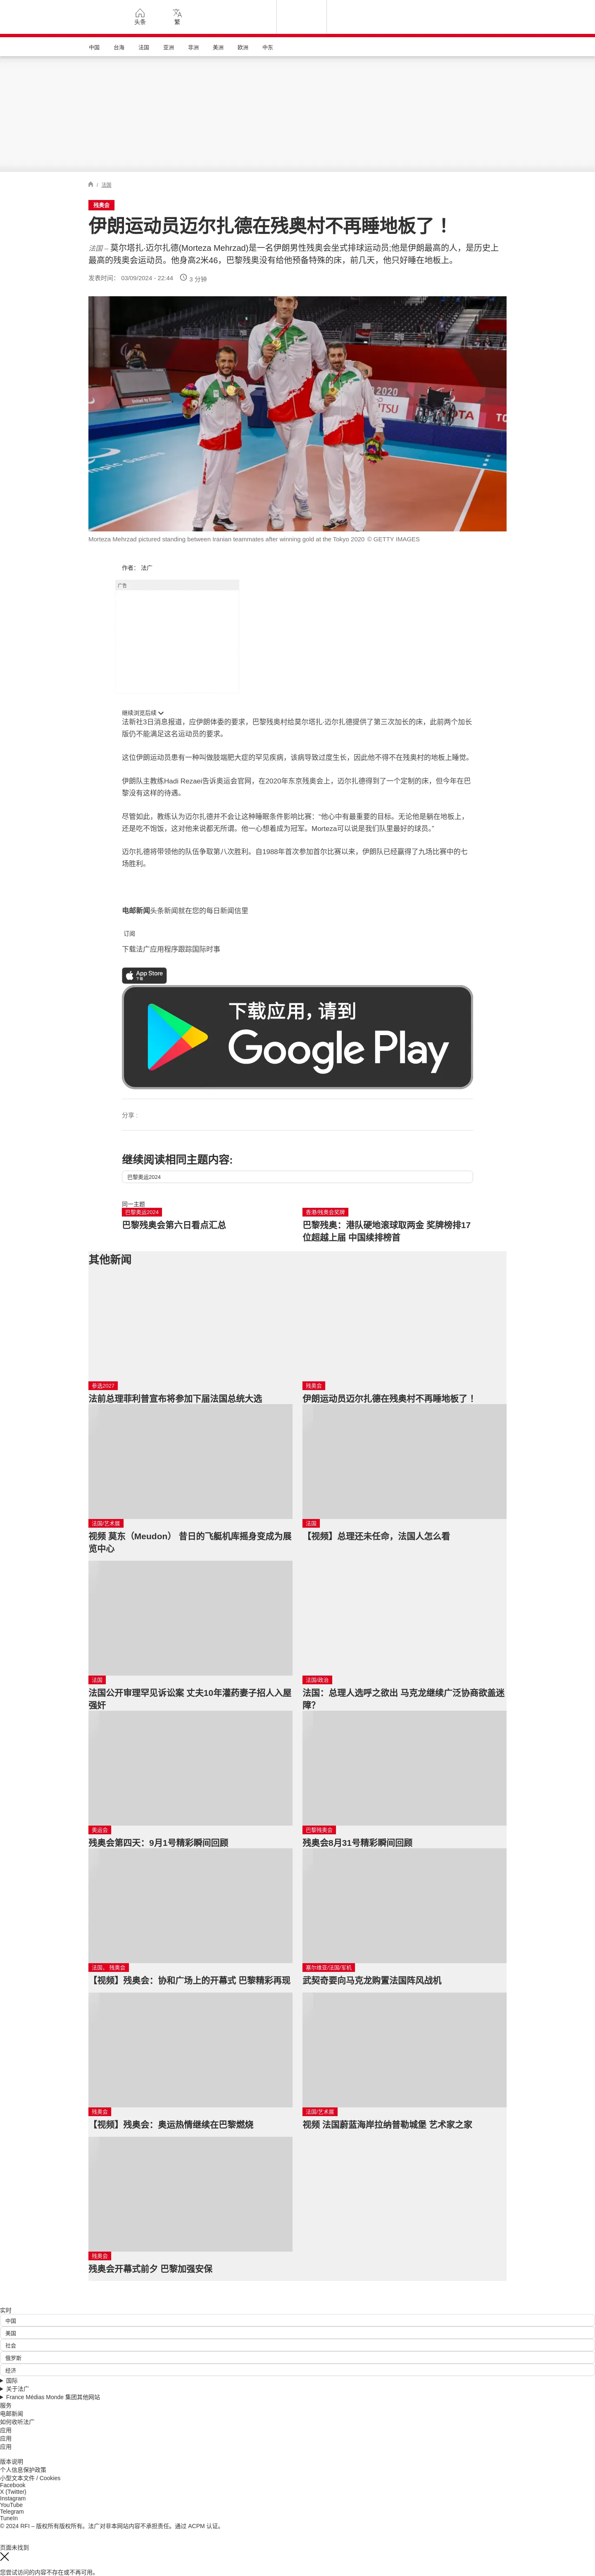 头条
繁
中国 台海 法国 亚洲 非洲 美洲 欧洲 中东
/ 法国
残奥会
伊朗运动员迈尔扎德在残奥村不再睡地板了！
法国 – 莫尔塔扎·迈尔扎德(Morteza Mehrzad)是一名伊朗男性残奥会坐式排球运动员;他是伊朗最高的人，是历史上
最高的残奥会运动员。他身高2米46，巴黎残奥没有给他预备特殊的床，前几天，他只好睡在地板上。
发表时间： 03/09/2024 - 22:44 3 分钟
2020
TOYOTA
Morteza Mehrzad pictured standing between Iranian teammates after winning gold at the Tokyo 2020 © GETTY IMAGES
作者： 法广
广告
继续浏览后续
法新社3日消息报道，应伊朗体委的要求，巴黎残奥村给莫尔塔扎·迈尔扎德提供了第三次加长的床，此前两个加长
版仍不能满足这名运动员的要求。
这位伊朗运动员患有一种叫做肢端肥大症的罕见疾病，该病导致过度生长，因此他不得不在残奥村的地板上睡觉。
伊朗队主教练Hadi Rezaei告诉奥运会官网，在2020年东京残奥会上，迈尔扎德得到了一个定制的床，但今年在巴
黎没有这样的待遇。
尽管如此，教练认为迈尔扎德并不会让这种睡眠条件影响比赛：“他心中有最重要的目标。无论他是躺在地板上，
还是吃不饱饭，这对他来说都无所谓。他一心想着成为冠军。Morteza可以说是我们队里最好的球员。”
迈尔扎德将带领他的队伍争取第八次胜利。自1988年首次参加首尔比赛以来，伊朗队已经赢得了九场比赛中的七
场胜利。
电邮新闻头条新闻就在您的每日新闻信里
订阅
下载法广应用程序跟踪国际时事
App Store
下载
下载应用，请到
Google Play
分享 :
继续阅读相同主题内容:
巴黎奥运2024
同一主题
巴黎奥运2024
巴黎残奥会第六日看点汇总
香港/残奥会奖牌
巴黎残奥：港队硬地滚球取两金 奖牌榜排17
位超越上届 中国续排榜首
其他新闻
参选2027
法前总理菲利普宣布将参加下届法国总统大选
残奥会
伊朗运动员迈尔扎德在残奥村不再睡地板了！
法国/艺术展
视频 莫东（Meudon） 昔日的飞艇机库摇身变成为展
览中心
法国
【视频】总理还未任命，法国人怎么看
法国
法国公开审理罕见诉讼案 丈夫10年灌药妻子招人入屋
强奸
法国/政治
法国：总理人选呼之欲出 马克龙继续广泛协商欲盖迷
障？
奥运会
残奥会第四天：9月1号精彩瞬间回顾
巴黎残奥会
残奥会8月31号精彩瞬间回顾
法国， 残奥会
【视频】残奥会：协和广场上的开幕式 巴黎精彩再现
塞尔维亚/法国/军机
武契奇要向马克龙购置法国阵风战机
残奥会
【视频】残奥会：奥运热情继续在巴黎燃烧
法国/艺术展
视频 法国蔚蓝海岸拉纳普勒城堡 艺术家之家
残奥会
残奥会开幕式前夕 巴黎加强安保
实时
中国
美国
社会
俄罗斯
经济
国际
关于法广
France Médias Monde 集团其他网站
服务
电邮新闻
如何收听法广
应用
应用
应用
版本说明
个人信息保护政策
小型文本文件 / Cookies
Facebook
X (Twitter)
Instagram
YouTube
Telegram
TuneIn
© 2024 RFI – 版权所有版权所有。法广对非本网站内容不承担责任。通过 ACPM 认证。
页面未找到
您尝试访问的内容不存在或不再可用。